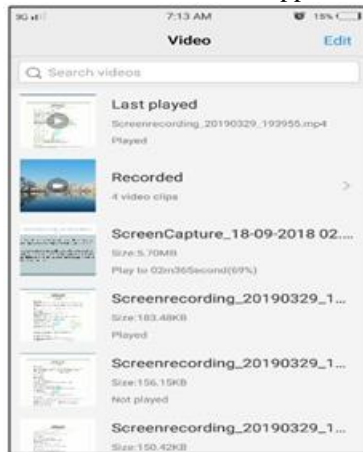 3G
7:13 AM
15%
Video
Edit
Search videos
Last played
Screenrecording_20190329_193955.mp4
Played
Recorded
4 video clips
ScreenCapture_18-09-2018 02....
Size:5.70MB
Play to 02m36Second(69%)
Screenrecording_20190329_1...
Size:183.48KB
Played
Screenrecording_20190329_1...
Size:156.15KB
Not played
Screenrecording_20190329_1...
Size:150.42KB